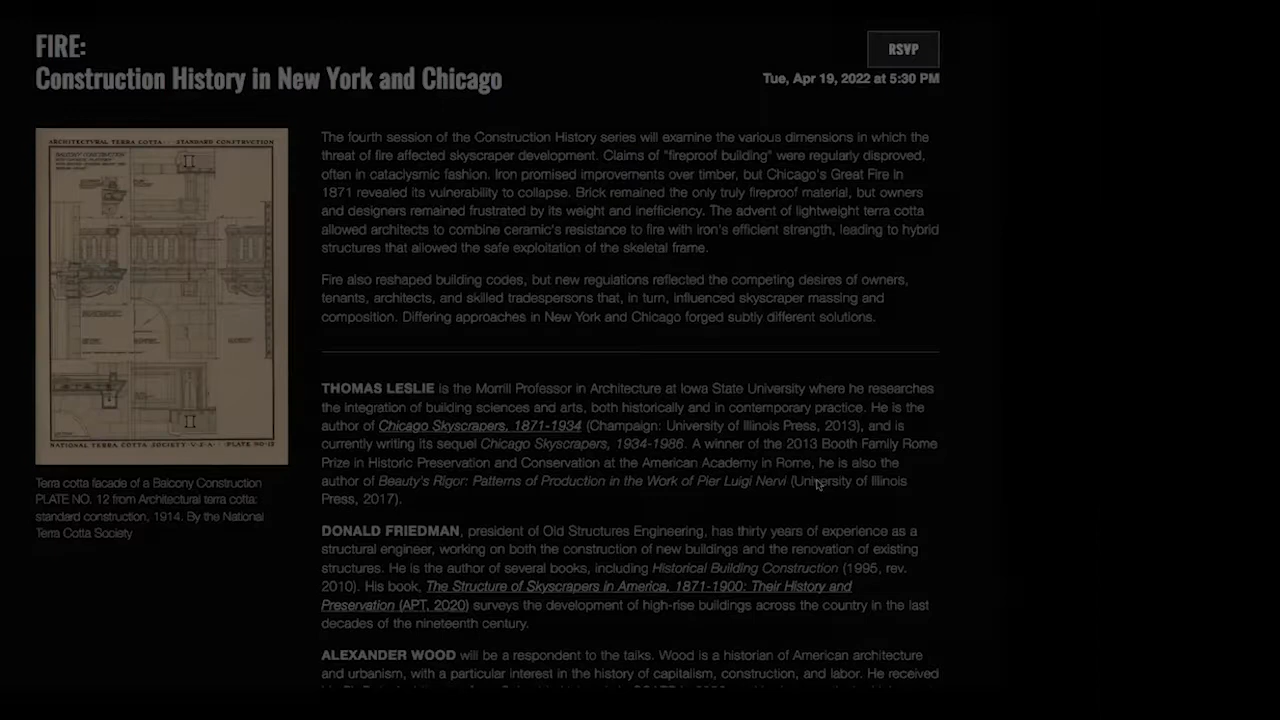 FIRE:
Construction History in New York and Chicago
RSVP
Tue, Apr 19, 2022 at 5:30 PM
ARCHITECTURAL TERRA COTTA · STANDARD CONSTRUCTION
NATIONAL TERRA COTTA SOCIETY · U·S·A· PLATE NO·12
Terra cotta facade of a Balcony Construction
PLATE NO. 12 from Architectural terra cotta:
standard construction, 1914. By the National
Terra Cotta Society
The fourth session of the Construction History series will examine the various dimensions in which the
threat of fire affected skyscraper development. Claims of "fireproof building" were regularly disproved,
often in cataclysmic fashion. Iron promised improvements over timber, but Chicago's Great Fire in
1871 revealed its vulnerability to collapse. Brick remained the only truly fireproof material, but owners
and designers remained frustrated by its weight and inefficiency. The advent of lightweight terra cotta
allowed architects to combine ceramic's resistance to fire with iron's efficient strength, leading to hybrid
structures that allowed the safe exploitation of the skeletal frame.
Fire also reshaped building codes, but new regulations reflected the competing desires of owners,
tenants, architects, and skilled tradespersons that, in turn, influenced skyscraper massing and
composition. Differing approaches in New York and Chicago forged subtly different solutions.
THOMAS LESLIE is the Morrill Professor in Architecture at Iowa State University where he researches
the integration of building sciences and arts, both historically and in contemporary practice. He is the
author of Chicago Skyscrapers, 1871-1934 (Champaign: University of Illinois Press, 2013), and is
currently writing its sequel Chicago Skyscrapers, 1934-1986. A winner of the 2013 Booth Family Rome
Prize in Historic Preservation and Conservation at the American Academy in Rome, he is also the
author of Beauty's Rigor: Patterns of Production in the Work of Pier Luigi Nervi (University of Illinois
Press, 2017).
DONALD FRIEDMAN, president of Old Structures Engineering, has thirty years of experience as a
structural engineer, working on both the construction of new buildings and the renovation of existing
structures. He is the author of several books, including Historical Building Construction (1995, rev.
2010). His book, The Structure of Skyscrapers in America, 1871-1900: Their History and
Preservation (APT, 2020) surveys the development of high-rise buildings across the country in the last
decades of the nineteenth century.
ALEXANDER WOOD will be a respondent to the talks. Wood is a historian of American architecture
and urbanism, with a particular interest in the history of capitalism, construction, and labor. He received